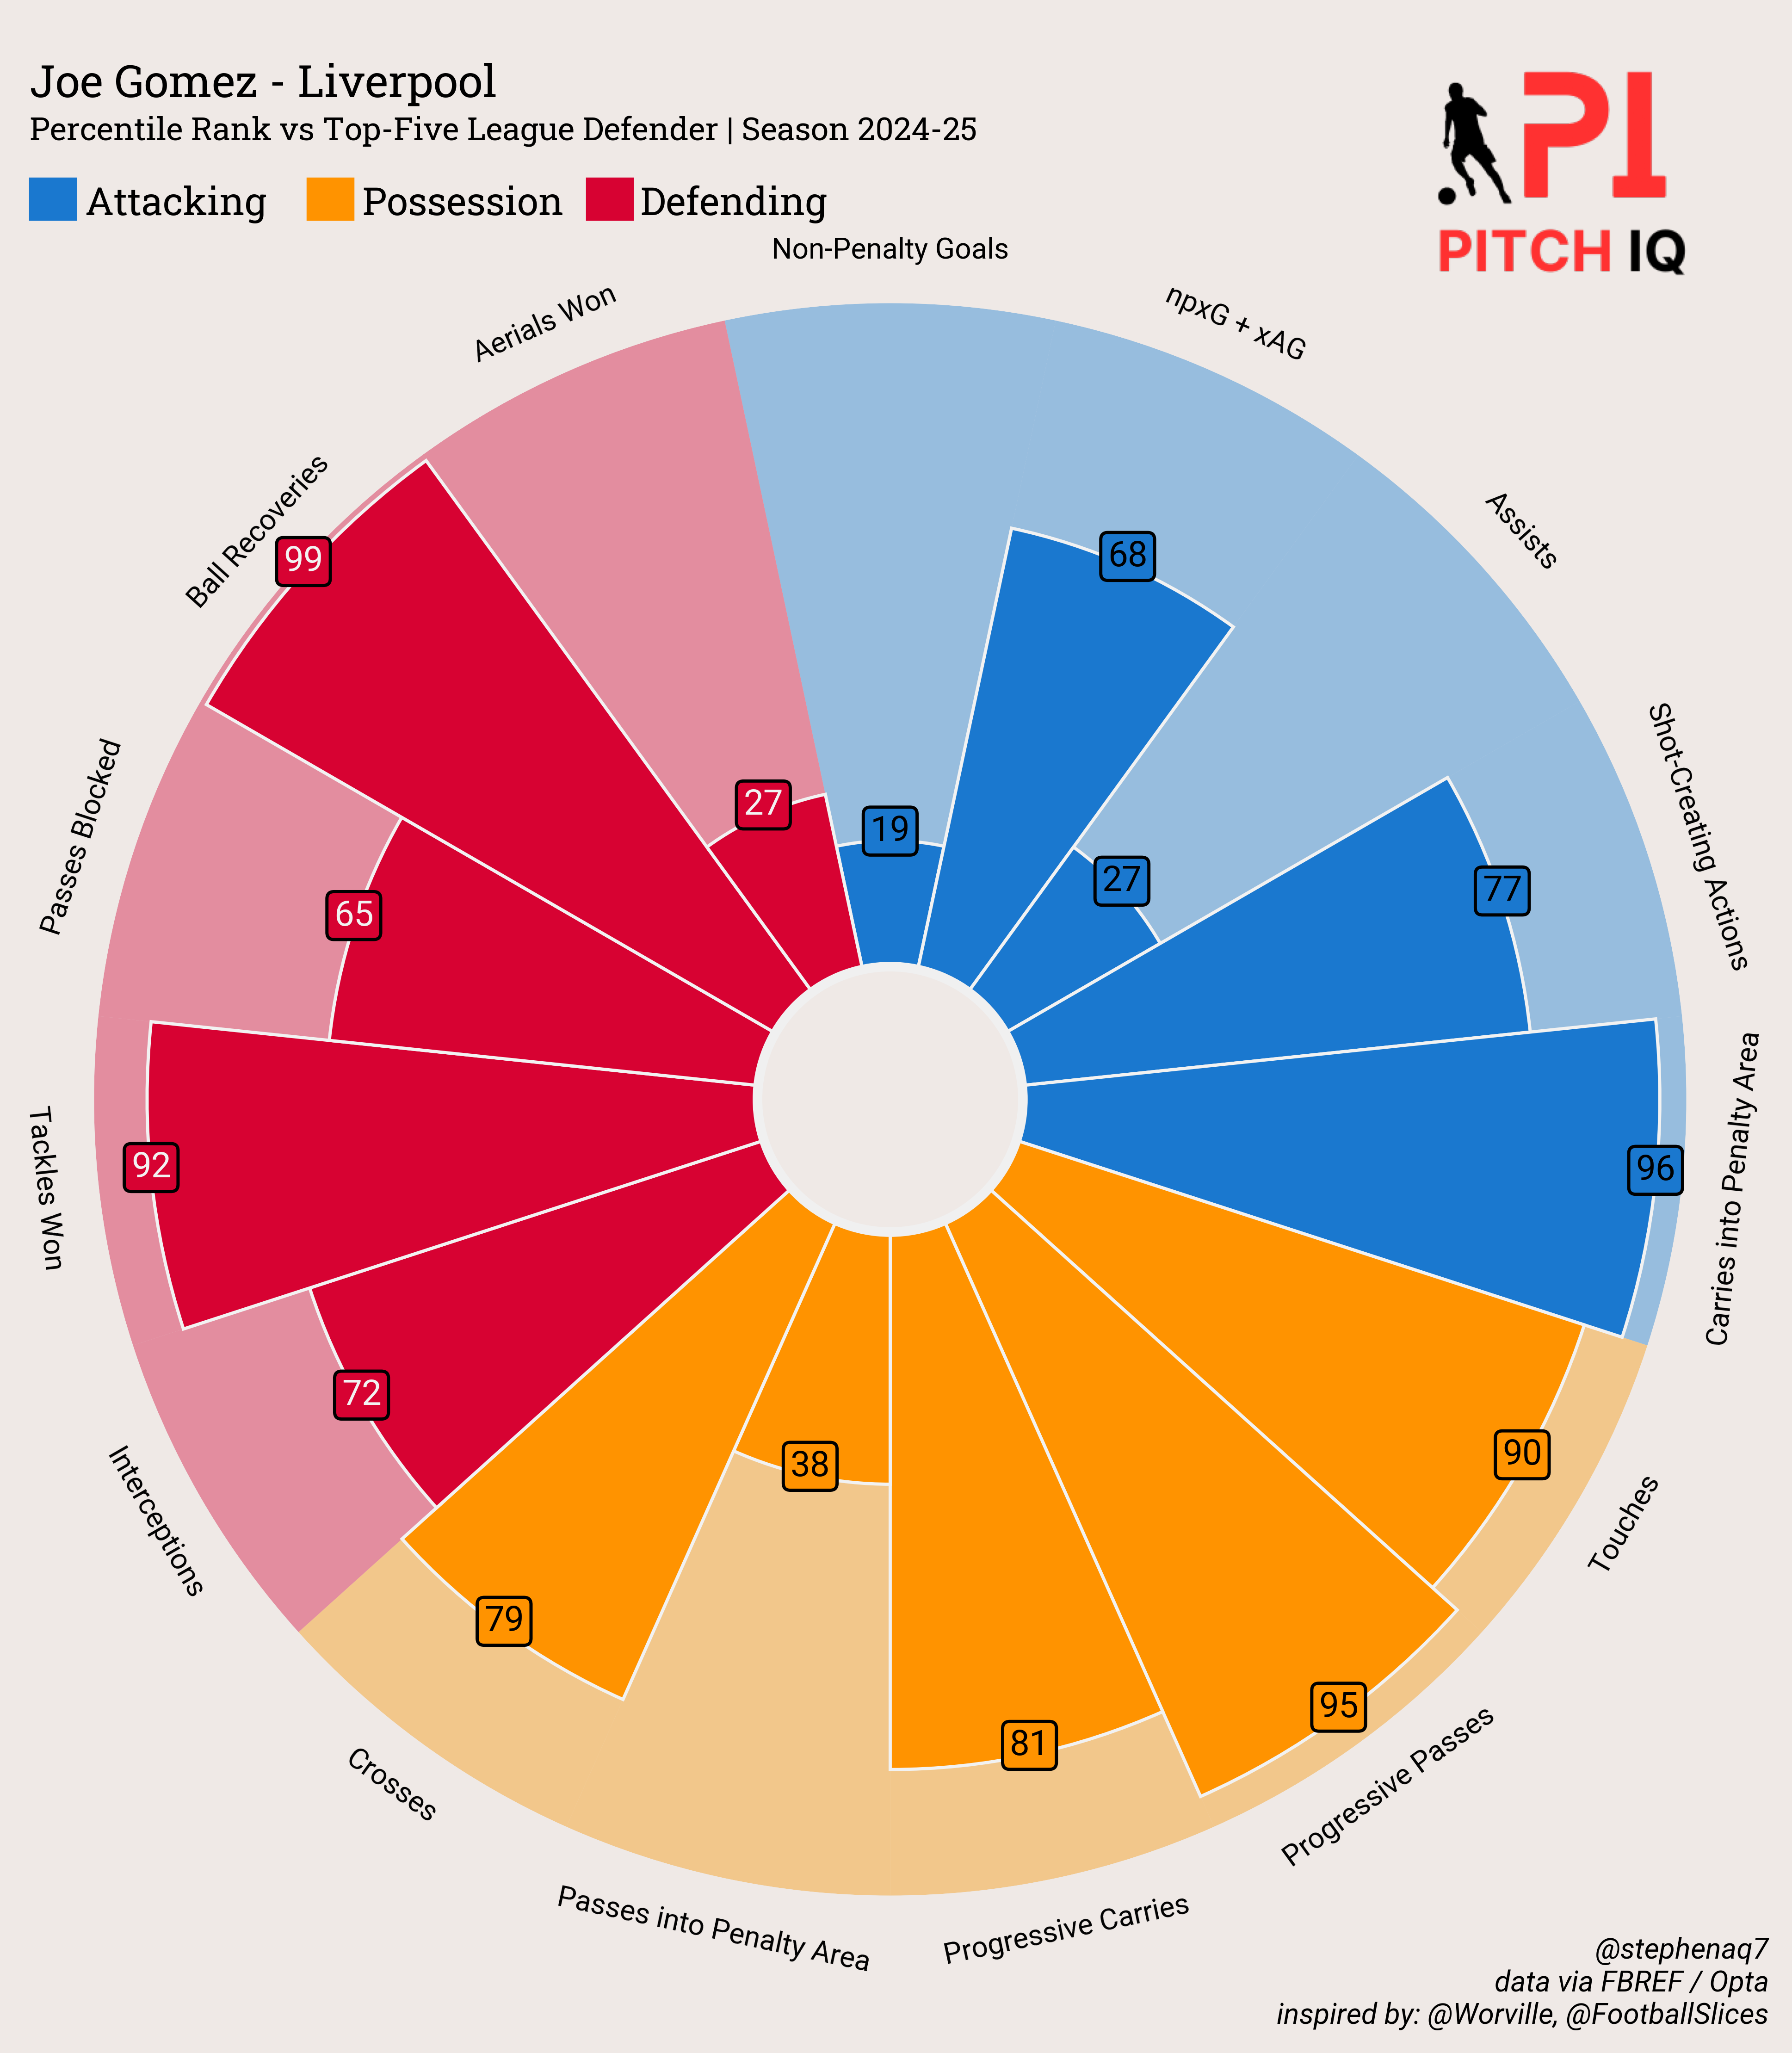 Joe Gomez - Liverpool
Percentile Rank vs Top-Five League Defender | Season 2024-25
Attacking
Possession
Defending
PI
PITCH IQ
Non-Penalty Goals
19
npxG + xAG
68
Assists
27
Shot-Creating Actions
77
Carries into Penalty Area
96
Touches
90
Progressive Passes
95
Progressive Carries
81
Passes into Penalty Area
38
Crosses
79
Interceptions
72
Tackles Won
92
Passes Blocked
65
Ball Recoveries
99
Aerials Won
27
@stephenaq7
data via FBREF / Opta
inspired by: @Worville, @FootballSlices